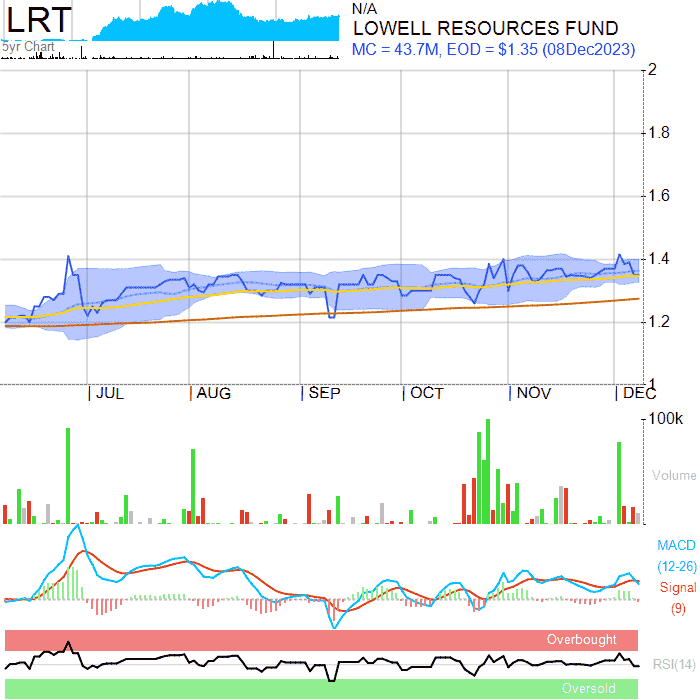 LRT
5yr Chart
N/A
LOWELL RESOURCES FUND
MC = 43.7M, EOD = $1.35 (08Dec2023)
2
1.8
1.6
1.4
1.2
1
JUL AUG SEP OCT NOV DEC
100k
Volume
MACD
(12-26)
Signal
(9)
Overbought
RSI(14)
Oversold